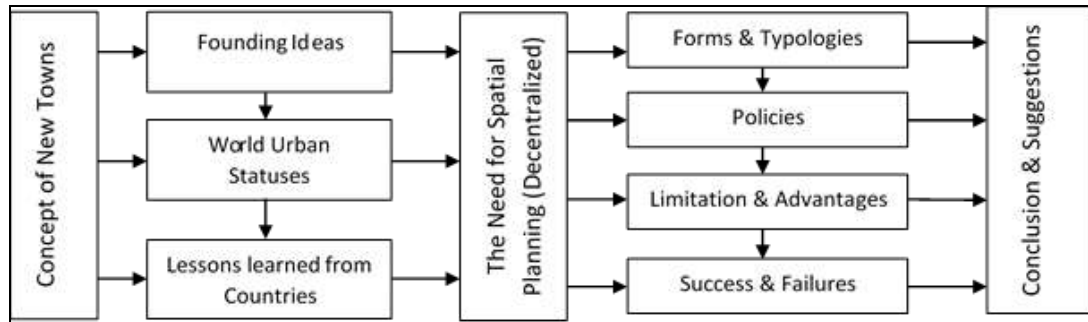 Concept of New Towns
Founding Ideas
World Urban
Statuses
Lessons learned from
Countries
The Need for Spatial
Planning (Decentralized)
Forms & Typologies
Policies
Limitation & Advantages
Success & Failures
Conclusion & Suggestions